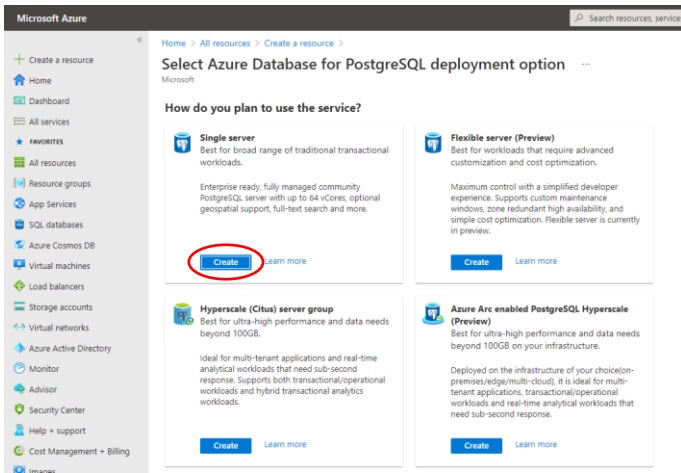 Microsoft Azure
Search resources, service
«
Home > All resources > Create a resource >
Select Azure Database for PostgreSQL deployment option ...
Microsoft
How do you plan to use the service?
Create a resource
Home
Dashboard
All services
FAVORITES
All resources
Resource groups
App Services
SQL databases
Azure Cosmos DB
Virtual machines
Load balancers
Storage accounts
Virtual networks
Azure Active Directory
Monitor
Advisor
Security Center
Help + support
Cost Management + Billing
Images
Single server
Best for broad range of traditional transactional
workloads.
Enterprise ready, fully managed community
PostgreSQL server with up to 64 vCores, optional
geospatial support, full-text search and more.
Create Learn more
Flexible server (Preview)
Best for workloads that require advanced
customization and cost optimization.
Maximum control with a simplified developer
experience. Supports custom maintenance
windows, zone redundant high availability, and
simple cost optimization. Flexible server is currently
in preview.
Create Learn more
Hyperscale (Citus) server group
Best for ultra-high performance and data needs
beyond 100GB.
Ideal for multi-tenant applications and real-time
analytical workloads that need sub-second
response. Supports both transactional/operational
workloads and hybrid transactional analytics
workloads.
Create Learn more
Azure Arc enabled PostgreSQL Hyperscale
(Preview)
Best for ultra-high performance and data needs
beyond 100GB on your infrastructure.
Deployed on the infrastructure of your choice(on-
premises/edge/multi-cloud), it is ideal for multi-
tenant applications, transactional/operational
workloads and real-time analytical workloads that
need sub-second response.
Create Learn more